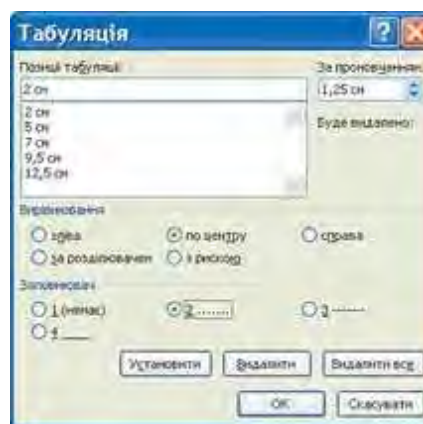 Табуляція
Позиції табуляції: За промовчанням:
2 см 1,25 см
2 см Буде видалено:
5 см
7 см
9,5 см
12,5 см
Вирівнювання
зліва по центру справа
за розділювачем з рискою
Заповнювач
1 (немає) 2 ........ 3 ------
4 ____
Установити Видалити Видалити все
ОК Скасувати